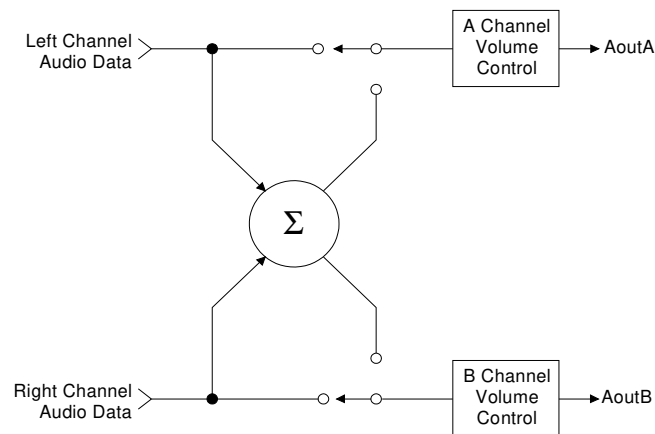 Left Channel
Audio Data
A Channel
Volume
Control
AoutA
Σ
Right Channel
Audio Data
B Channel
Volume
Control
AoutB